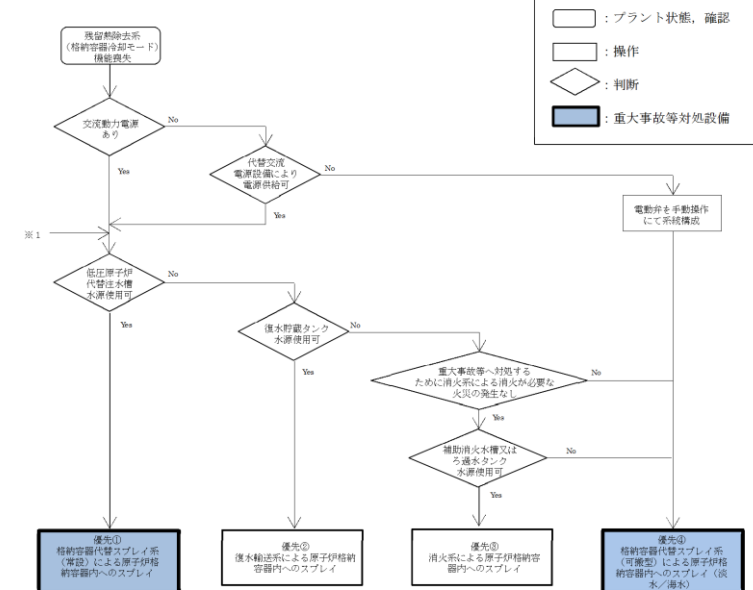 ：プラント状態，確認
：操作
：判断
：重大事故等対処設備
残留熱除去系
（格納容器冷却モード）
機能喪失
交流動力電源
あり
No
Yes
代替交流
電源設備により
電源供給可
No
Yes
電動弁を手動操作
にて系統構成
※1
低圧原子炉
代替注水槽
水源使用可
No
Yes
復水貯蔵タンク
水源使用可
No
Yes
重大事故等へ対処する
ために消火系による消火が必要な
火災の発生なし
No
Yes
補助消火水槽又は
ろ過水タンク
水源使用可
No
Yes
優先①
格納容器代替スプレイ系
（常設）による原子炉格
納容器内へのスプレイ
優先②
復水輸送系による原子炉格納
容器内へのスプレイ
優先③
消火系による原子炉格納容
器内へのスプレイ
優先④
格納容器代替スプレイ系
（可搬型）による原子炉格
納容器内へのスプレイ（淡
水／海水）